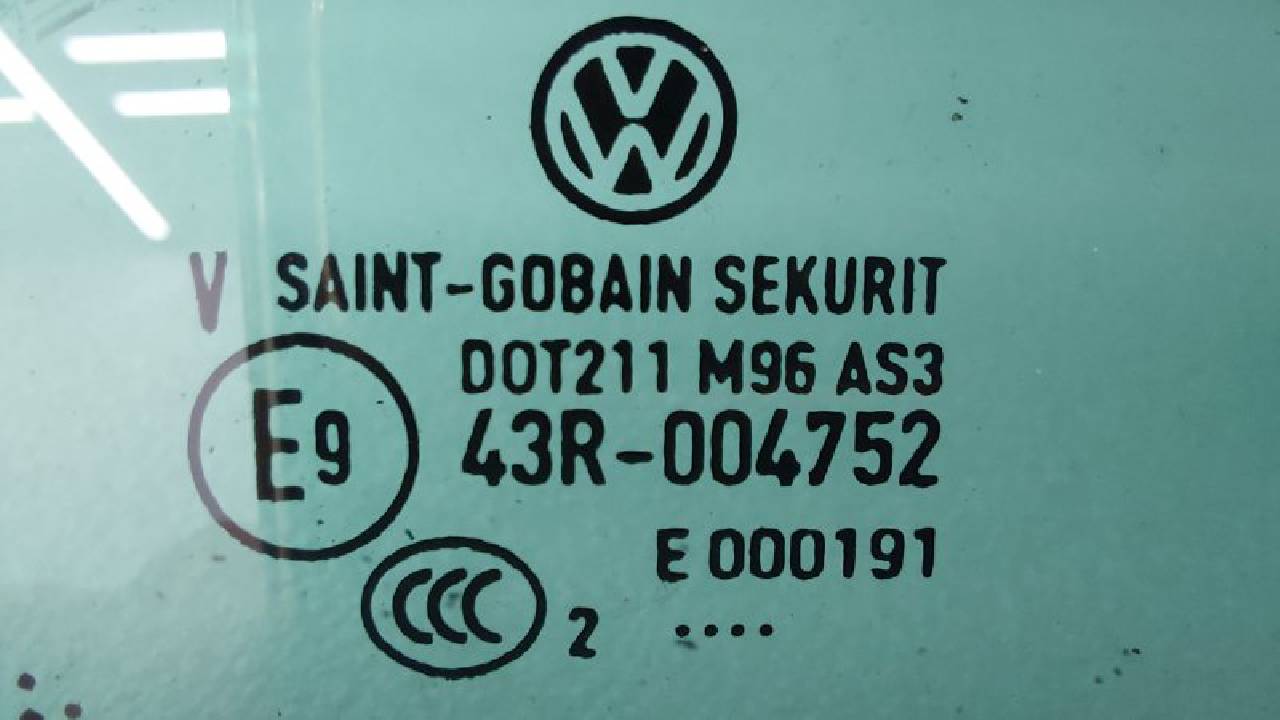 V SAINT-GOBAIN SEKURIT
DOT211 M96 AS3
E9 43R-004752
E 000191
CCC 2 ....